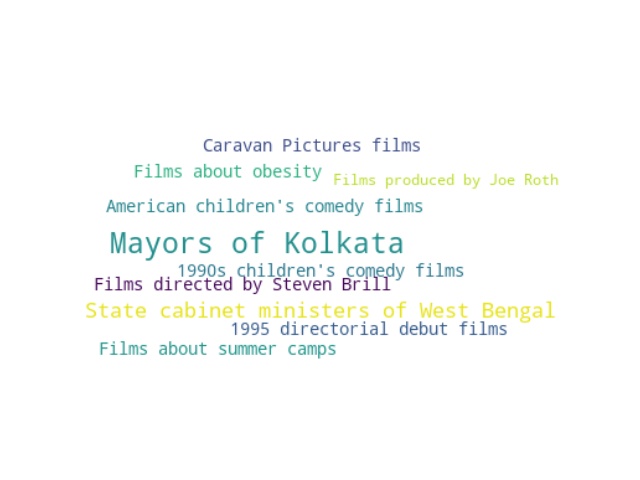 Caravan Pictures films
Films about obesity
Films produced by Joe Roth
American children's comedy films
Mayors of Kolkata
1990s children's comedy films
Films directed by Steven Brill
State cabinet ministers of West Bengal
1995 directorial debut films
Films about summer camps